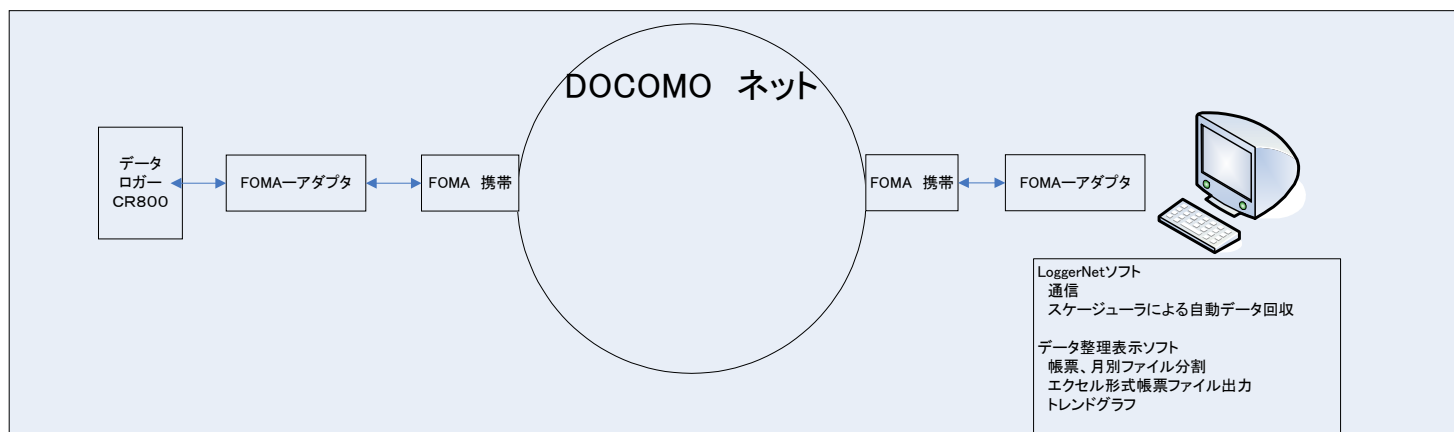 DOCOMO　ネット
データ
ロガー
CR800
FOMAーアダプタ
FOMA　携帯
FOMA　携帯
FOMAーアダプタ
LoggerNetソフト
通信
スケージューラによる自動データ回収
データ整理表示ソフト
帳票、月別ファイル分割
エクセル形式帳票ファイル出力
トレンドグラフ